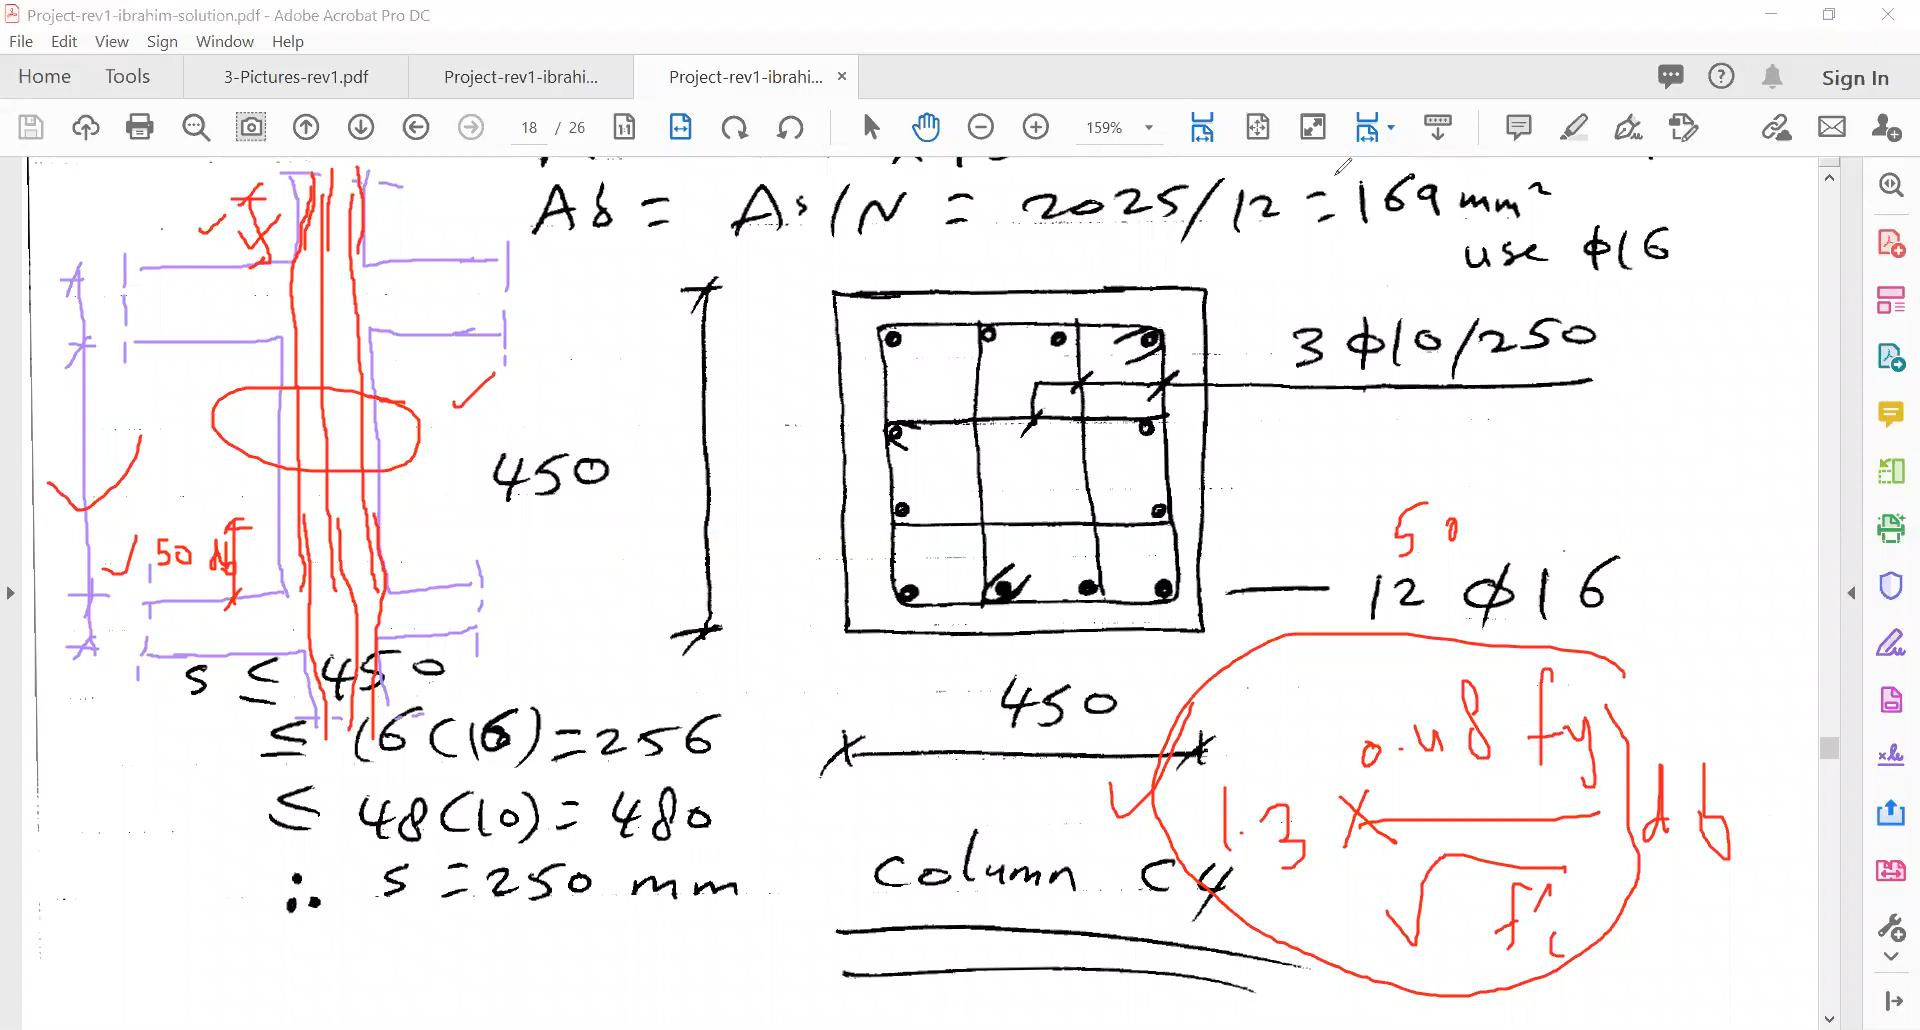 Project-rev1-ibrahim-solution.pdf - Adobe Acrobat Pro DC
File Edit View Sign Window Help
Home Tools 3-Pictures-rev1.pdf Project-rev1-ibrahi... Project-rev1-ibrahi... × Sign In
18 / 26 159%
Ab = As/N = 2025/12 = 169 mm²
use ϕ16
3 ϕ10/250
450
50
12 ϕ16
50
s ≤ 450
≤ 16(16) = 256
≤ 48(10) = 480
∴ s = 250 mm
450
Column C4
1.3 × 0.48 fy / √f'c db